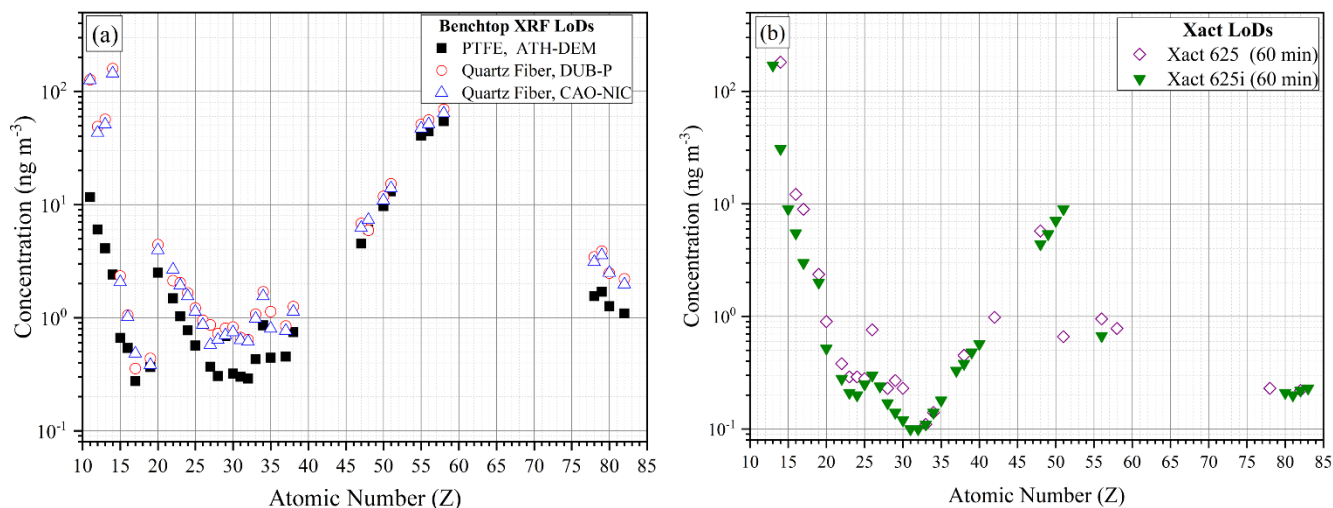 (a)
Benchtop XRF LoDs
PTFE, ATH-DEM
Quartz Fiber, DUB-P
Quartz Fiber, CAO-NIC
Concentration (ng m⁻³)
10²
10¹
10⁰
10⁻¹
10 15 20 25 30 35 40 45 50 55 60 65 70 75 80 85
Atomic Number (Z)
(b)
Xact LoDs
Xact 625 (60 min)
Xact 625i (60 min)
Concentration (ng m⁻³)
10²
10¹
10⁰
10⁻¹
10 15 20 25 30 35 40 45 50 55 60 65 70 75 80 85
Atomic Number (Z)